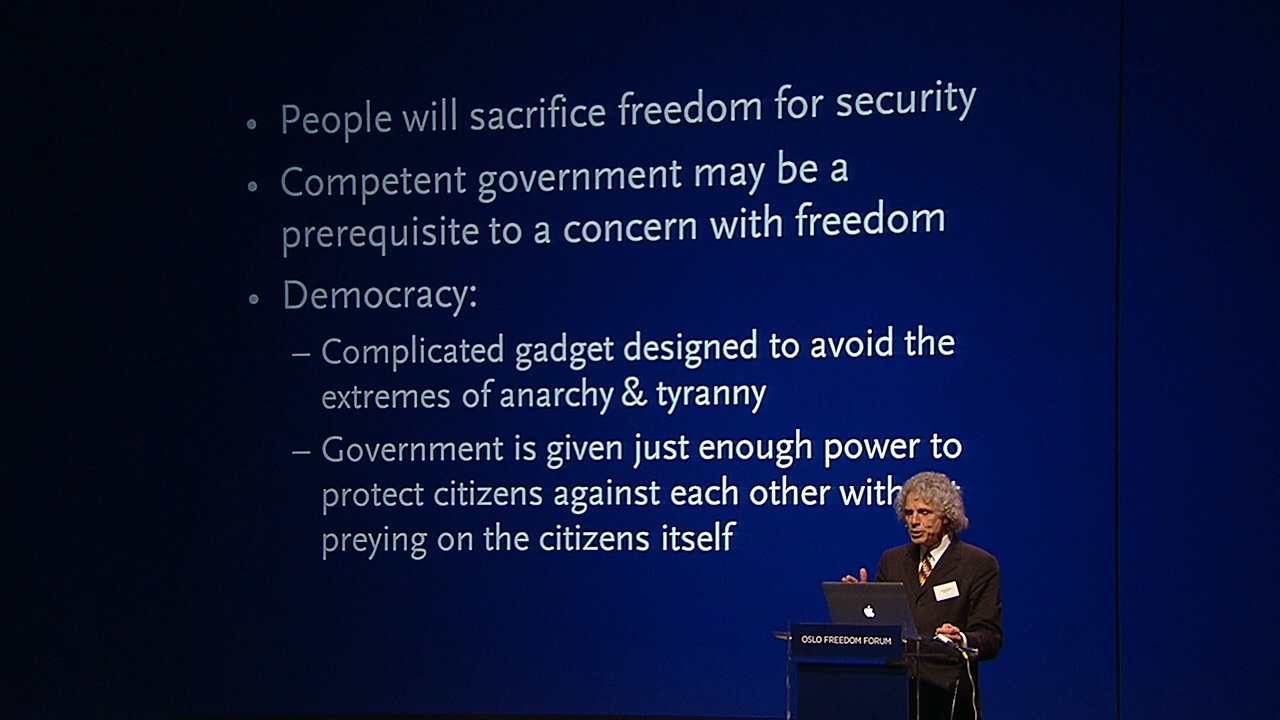 • People will sacrifice freedom for security
• Competent government may be a
prerequisite to a concern with freedom
• Democracy:
– Complicated gadget designed to avoid the
extremes of anarchy & tyranny
– Government is given just enough power to
protect citizens against each other
preying on the citizens itself
OSLO FREEDOM FORUM